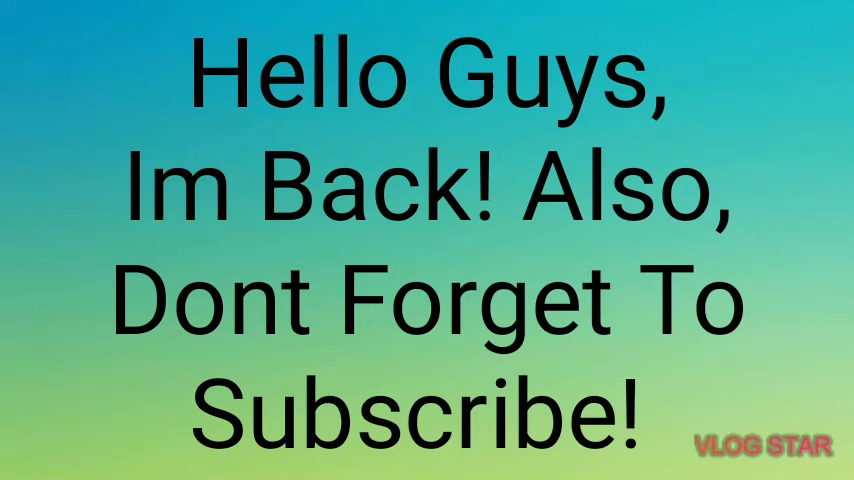 Hello Guys,
Im Back! Also,
Dont Forget To
Subscribe!
VLOG STAR